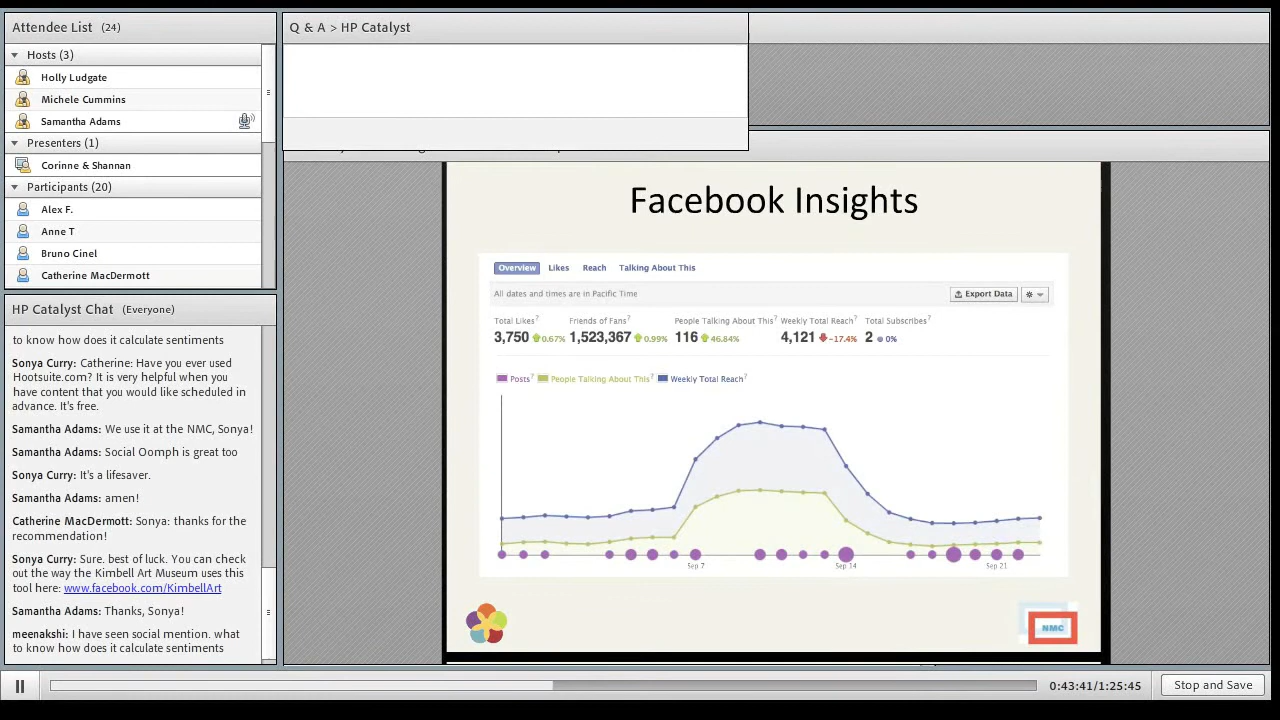 Attendee List (24)
Hosts (3)
Holly Ludgate
Michele Cummins
Samantha Adams
Presenters (1)
Corinne & Shannan
Participants (20)
Alex F.
Anne T
Bruno Cinel
Catherine MacDermott
HP Catalyst Chat (Everyone)
to know how does it calculate sentiments
Sonya Curry: Catherine: Have you ever used
Hootsuite.com? It is very helpful when you
have content that you would like scheduled in
advance. It's free.
Samantha Adams: We use it at the NMC, Sonya!
Samantha Adams: Social Oomph is great too
Sonya Curry: It's a lifesaver.
Samantha Adams: amen!
Catherine MacDermott: Sonya: thanks for the
recommendation!
Sonya Curry: Sure. best of luck. You can check
out the way the Kimbell Art Museum uses this
tool here: www.facebook.com/KimbellArt
Samantha Adams: Thanks, Sonya!
meenakshi: I have seen social mention. what
to know how does it calculate sentiments
Q & A > HP Catalyst
Facebook Insights
Overview Likes Reach Talking About This
All dates and times are in Pacific Time
Export Data
Total Likes? Friends of Fans? People Talking About This? Weekly Total Reach? Total Subscribes?
3,750 0.67% 1,523,367 0.99% 116 46.84% 4,121 -17.4% 2 0%
Posts? People Talking About This? Weekly Total Reach?
Sep 7 Sep 14 Sep 21
NMC
0:43:41/1:25:45
Stop and Save